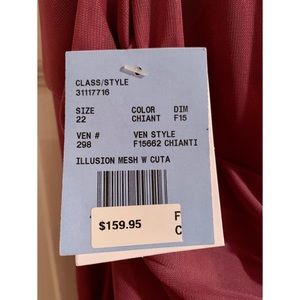 CLASS/STYLE
31117716
SIZE COLOR DIM
22 CHIANT F15
VEN # VEN STYLE
298 F15662 CHIANTI
ILLUSION MESH W CUTA
$159.95
F
C